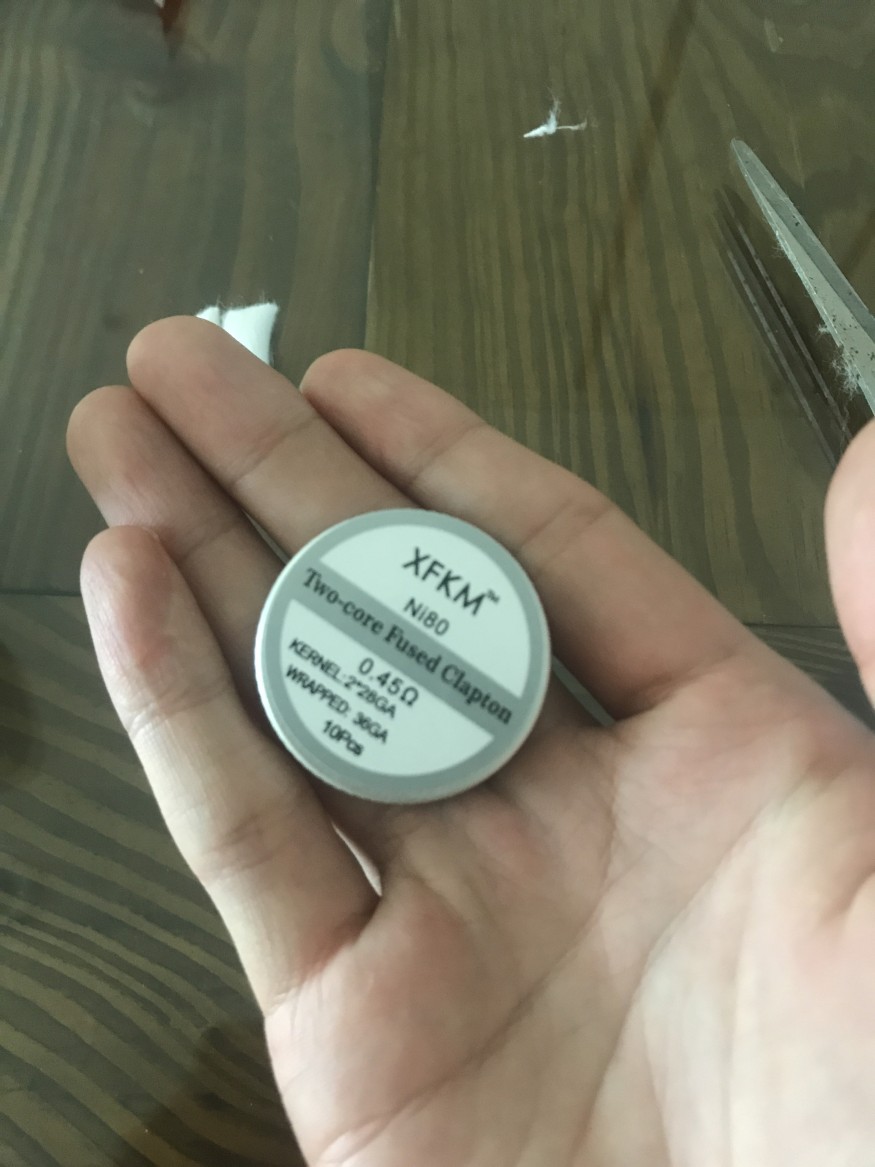 XFKM™
Ni80
Two-core Fused Clapton
0.45Ω
KERNEL:2*28GA
WRAPPED: 36GA
10Pcs